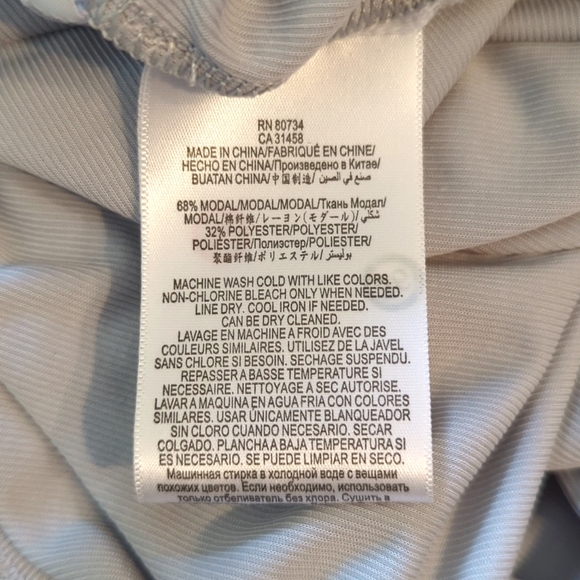 RN 80734
CA 31458
MADE IN CHINA/FABRIQUÉ EN CHINE/
HECHO EN CHINA/Произведено в Китае/
BUATAN CHINA/中国制造/ صنع في الصين/
68% MODAL/MODAL/MODAL/Ткань Модал/
MODAL/棉纤维/レーヨン(モダール)/
32% POLYESTER/POLYESTER/
POLIÉSTER/Полиэстер/POLIESTER/
聚酯纤维/ポリエステル/ بوليستر/
MACHINE WASH COLD WITH LIKE COLORS.
NON-CHLORINE BLEACH ONLY WHEN NEEDED.
LINE DRY. COOL IRON IF NEEDED.
CAN BE DRY CLEANED.
LAVAGE EN MACHINE A FROID AVEC DES
COULEURS SIMILAIRES. UTILISEZ DE LA JAVEL
SANS CHLORE SI BESOIN. SECHAGE SUSPENDU.
REPASSER A BASSE TEMPERATURE SI
NECESSAIRE. NETTOYAGE A SEC AUTORISE.
LAVAR A MAQUINA EN AGUA FRIA CON COLORES
SIMILARES. USAR ÚNICAMENTE BLANQUEADOR
SIN CLORO CUANDO NECESARIO. SECAR
COLGADO. PLANCHA A BAJA TEMPERATURA SI
ES NECESARIO, SE PUEDE LIMPIAR EN SECO.
Машинная стирка в холодной воде с вещами
похожих цветов. Если необходимо, использовать
только отбеливатель без хлора. Сушить а